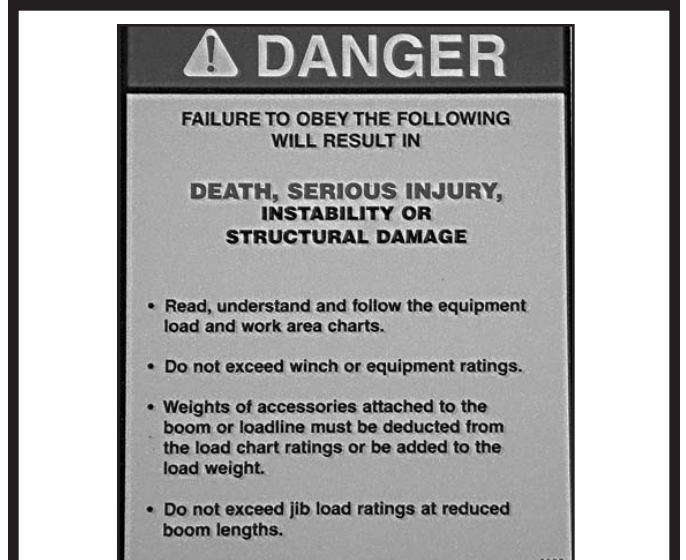 DANGER
FAILURE TO OBEY THE FOLLOWING
WILL RESULT IN
DEATH, SERIOUS INJURY,
INSTABILITY OR
STRUCTURAL DAMAGE
• Read, understand and follow the equipment
load and work area charts.
• Do not exceed winch or equipment ratings.
• Weights of accessories attached to the
boom or loadline must be deducted from
the load chart ratings or be added to the
load weight.
• Do not exceed jib load ratings at reduced
boom lengths.